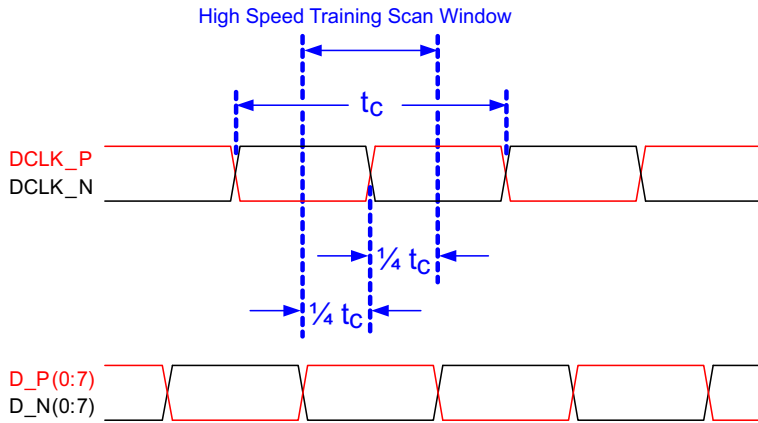 High Speed Training Scan Window
tC
DCLK_P
DCLK_N
¼ tC
¼ tC
D_P(0:7)
D_N(0:7)